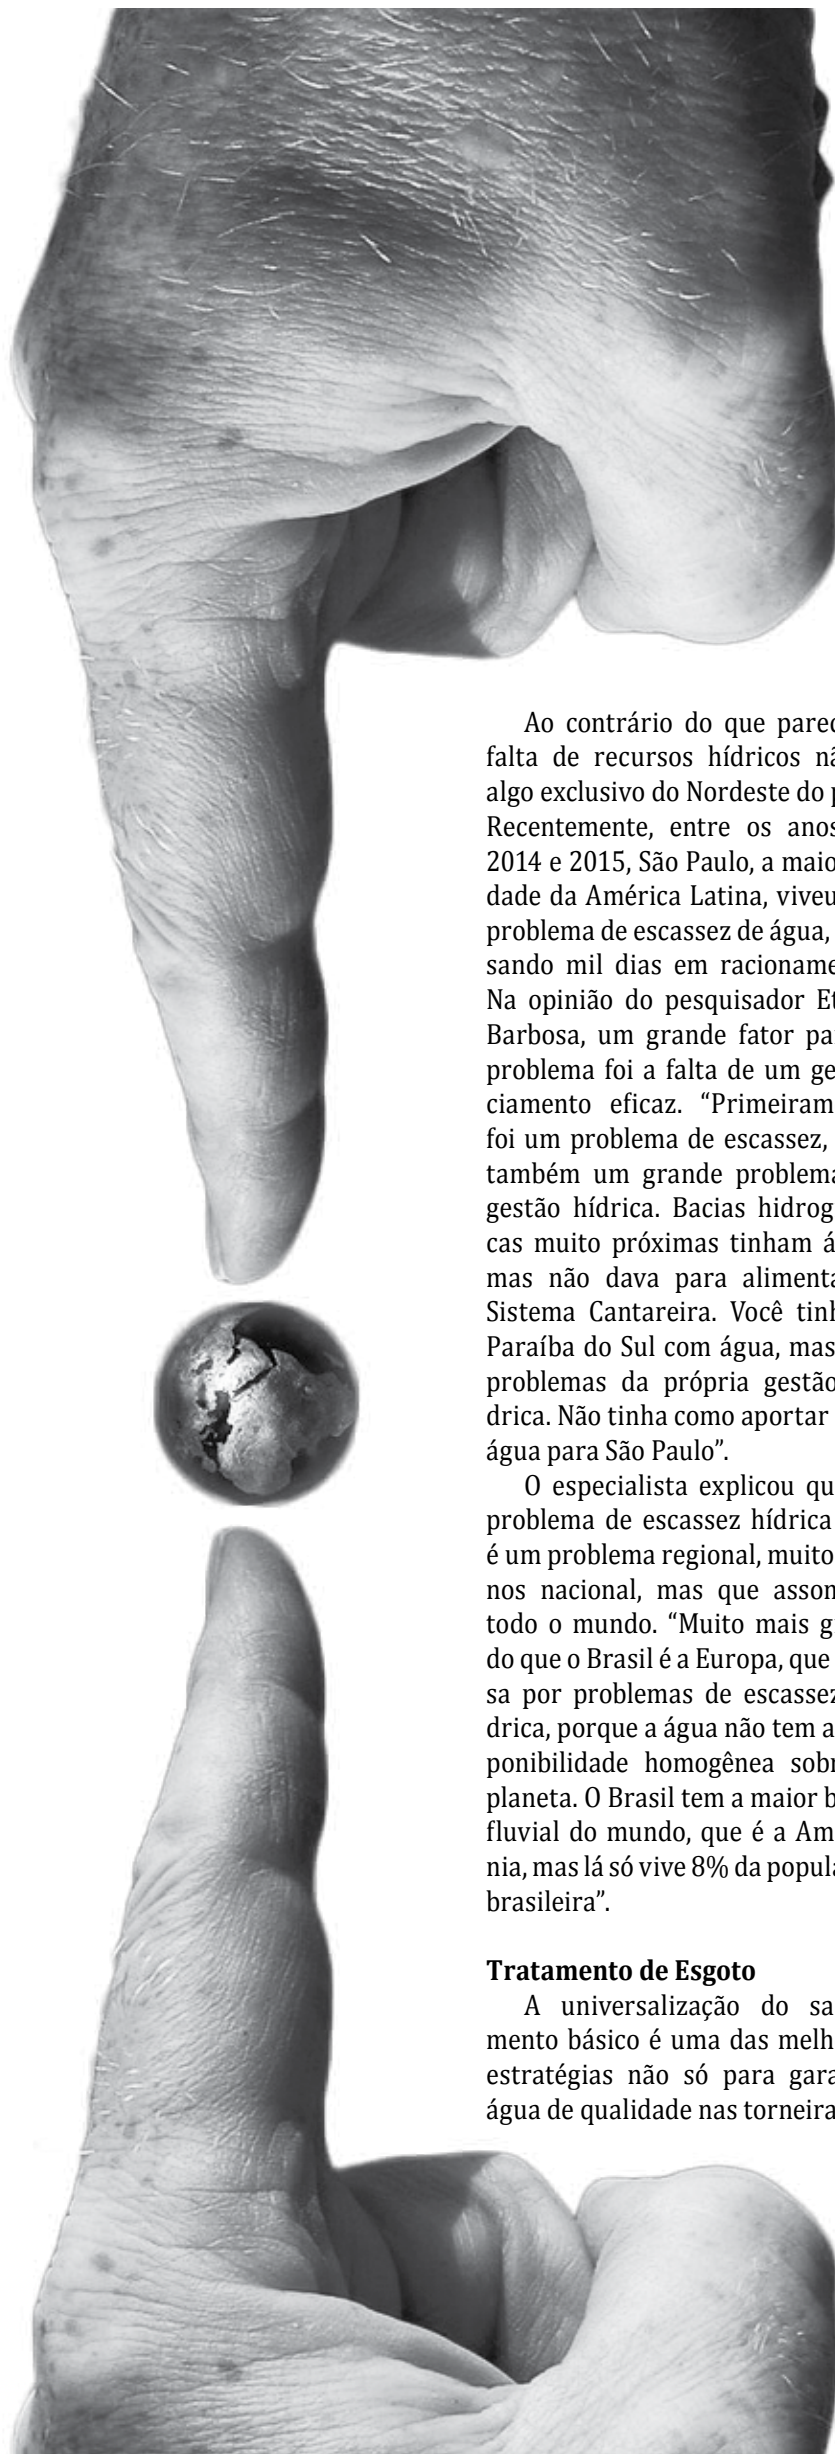 Ao contrário do que parec
falta de recursos hídricos nã
algo exclusivo do Nordeste do p
Recentemente, entre os anos
2014 e 2015, São Paulo, a maio
dade da América Latina, viveu
problema de escassez de água,
sando mil dias em racioname
Na opinião do pesquisador Et
Barbosa, um grande fator par
problema foi a falta de um ge
ciamento eficaz. “Primeiram
foi um problema de escassez,
também um grande problema
gestão hídrica. Bacias hidrog
cas muito próximas tinham á
mas não dava para alimenta
Sistema Cantareira. Você tinh
Paraíba do Sul com água, mas
problemas da própria gestão
drica. Não tinha como aportar
água para São Paulo”.
O especialista explicou qu
problema de escassez hídrica
é um problema regional, muito
nos nacional, mas que asson
todo o mundo. “Muito mais g
do que o Brasil é a Europa, que
sa por problemas de escassez
drica, porque a água não tem a
ponibilidade homogênea sobr
planeta. O Brasil tem a maior b
fluvial do mundo, que é a Am
nia, mas lá só vive 8% da popula
brasileira”.
Tratamento de Esgoto
A universalização do sa
mento básico é uma das melh
estratégias não só para gara
água de qualidade nas torneira